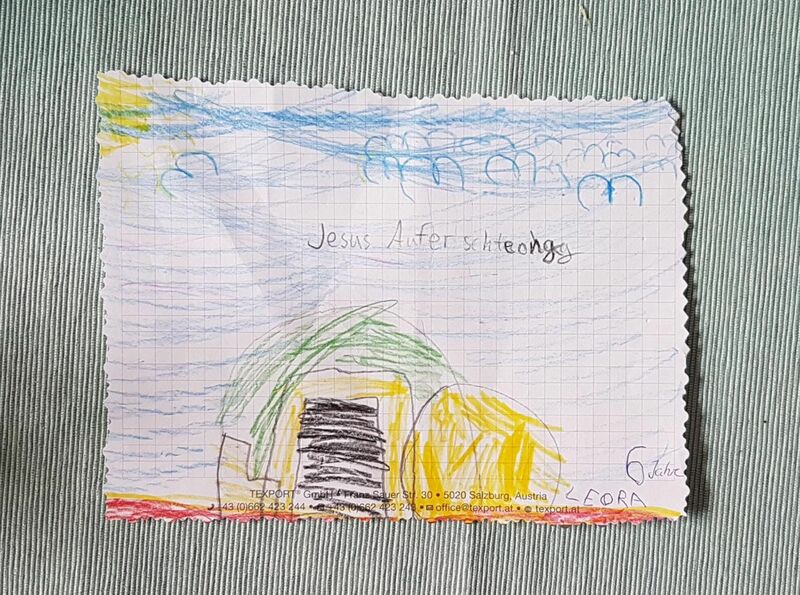 Jesus Auferschteongg
6 Jahre
LEORA
TEXPORT® GmbH • Franz Sauer Str. 30 • 5020 Salzburg, Austria
+43 (0)662 423 244 • +43 (0)662 423 243 • office@texport.at • texport.at